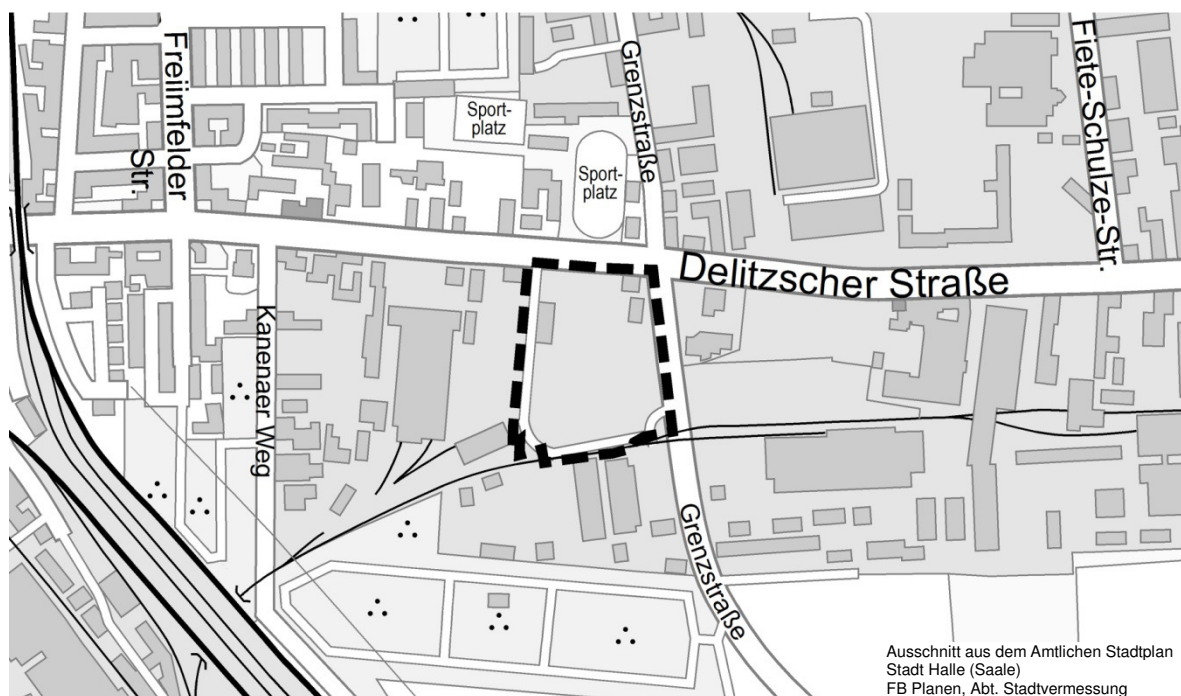 Freiimfelder
Str.
Sport-
platz
Sport-
platz
Grenzstraße
Fiete-Schulze-Str.
Delitzscher Straße
Kanenaer Weg
Grenzstraße
Ausschnitt aus dem Amtlichen Stadtplan
Stadt Halle (Saale)
FB Planen, Abt. Stadtvermessung